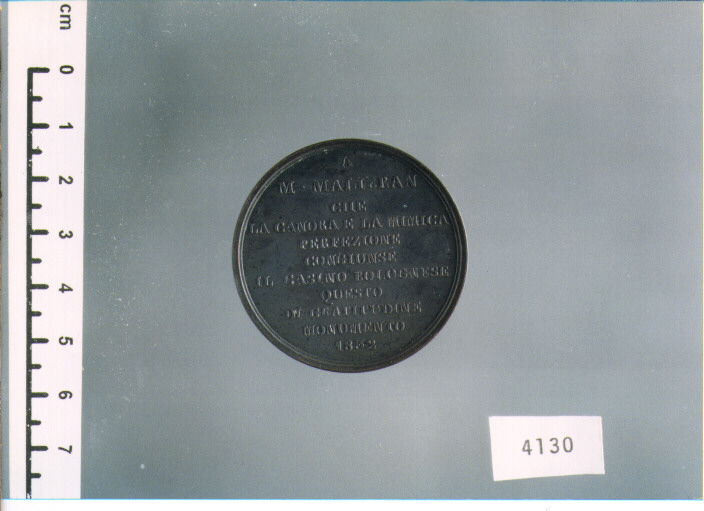 cm
0
1
2
3
4
5
6
7
A
M. MALIBRAN
CHE
LA CANORA E LA MIMICA
PERFEZIONE
CONGIUNSE
IL CASINO BOLOGNESE
QUESTO
DI GRATITUDINE
MONUMENTO
1832
4130